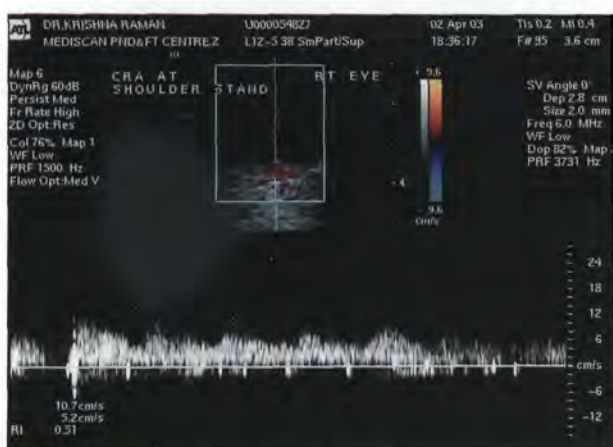 ATL DR.KRISHNA RAMAN U000054827 02 Apr 03 TIs 0.2 MI 0.4
MEDISCAN PND&FT CENTRE2 L12-5 38 SmPart/Sup 18:36:17 F# 95 3.6 cm
Map 6
DynRg 60dB
Persist Med
Fr Rate High
2D Opt:Res
Col 76% Map 1
WF Low
PRF 1500 Hz
Flow Opt:Med V
CRA AT RT EYE
SHOULDER STAND
9.6
- 4
- 9.6
cm/s
SV Angle 0°
Dep 2.8 cm
Size 2.0 mm
Freq 6.0 MHz
WF Low
Dop 82% Map
PRF 3731 Hz
24
18
12
6
cm/s
-6
-12
10.7cm/s
5.2cm/s
RI 0.51